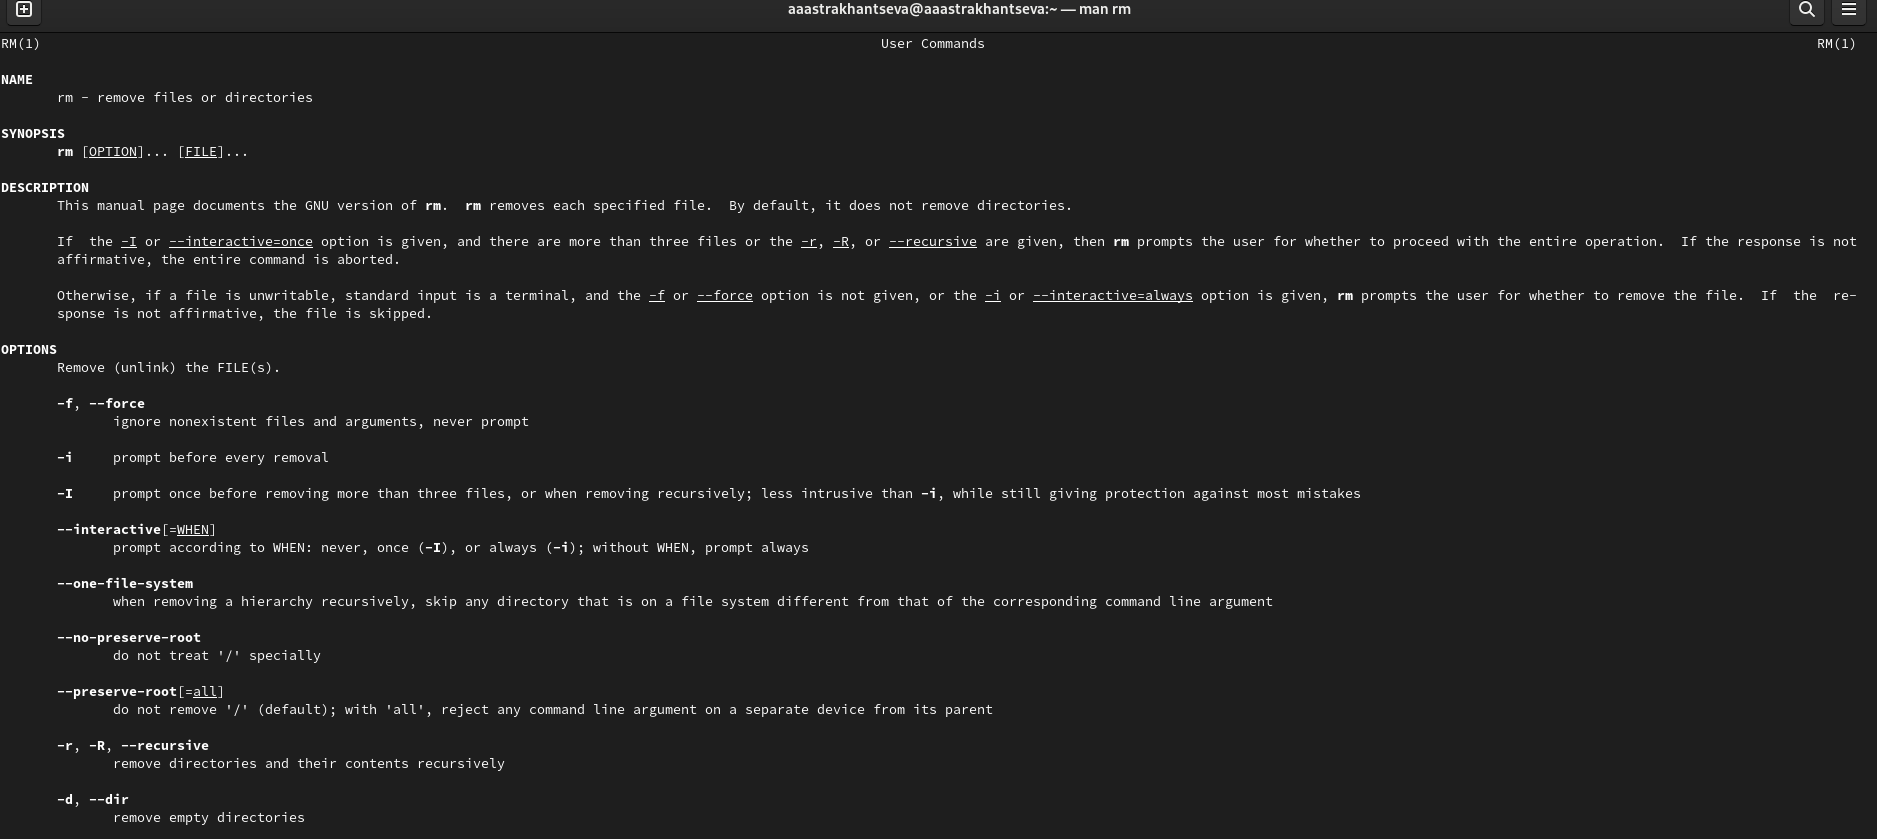 aaastrakhantseva@aaastrakhantseva:~ — man rm
RM(1) User Commands RM(1)
NAME
rm - remove files or directories
SYNOPSIS
rm [OPTION]... [FILE]...
DESCRIPTION
This manual page documents the GNU version of rm. rm removes each specified file. By default, it does not remove directories.
If the -I or --interactive=once option is given, and there are more than three files or the -r, -R, or --recursive are given, then rm prompts the user for whether to proceed with the entire operation. If the response is not
affirmative, the entire command is aborted.
Otherwise, if a file is unwritable, standard input is a terminal, and the -f or --force option is not given, or the -i or --interactive=always option is given, rm prompts the user for whether to remove the file. If the re-
sponse is not affirmative, the file is skipped.
OPTIONS
Remove (unlink) the FILE(s).
-f, --force
ignore nonexistent files and arguments, never prompt
-i prompt before every removal
-I prompt once before removing more than three files, or when removing recursively; less intrusive than -i, while still giving protection against most mistakes
--interactive[=WHEN]
prompt according to WHEN: never, once (-I), or always (-i); without WHEN, prompt always
--one-file-system
when removing a hierarchy recursively, skip any directory that is on a file system different from that of the corresponding command line argument
--no-preserve-root
do not treat '/' specially
--preserve-root[=all]
do not remove '/' (default); with 'all', reject any command line argument on a separate device from its parent
-r, -R, --recursive
remove directories and their contents recursively
-d, --dir
remove empty directories